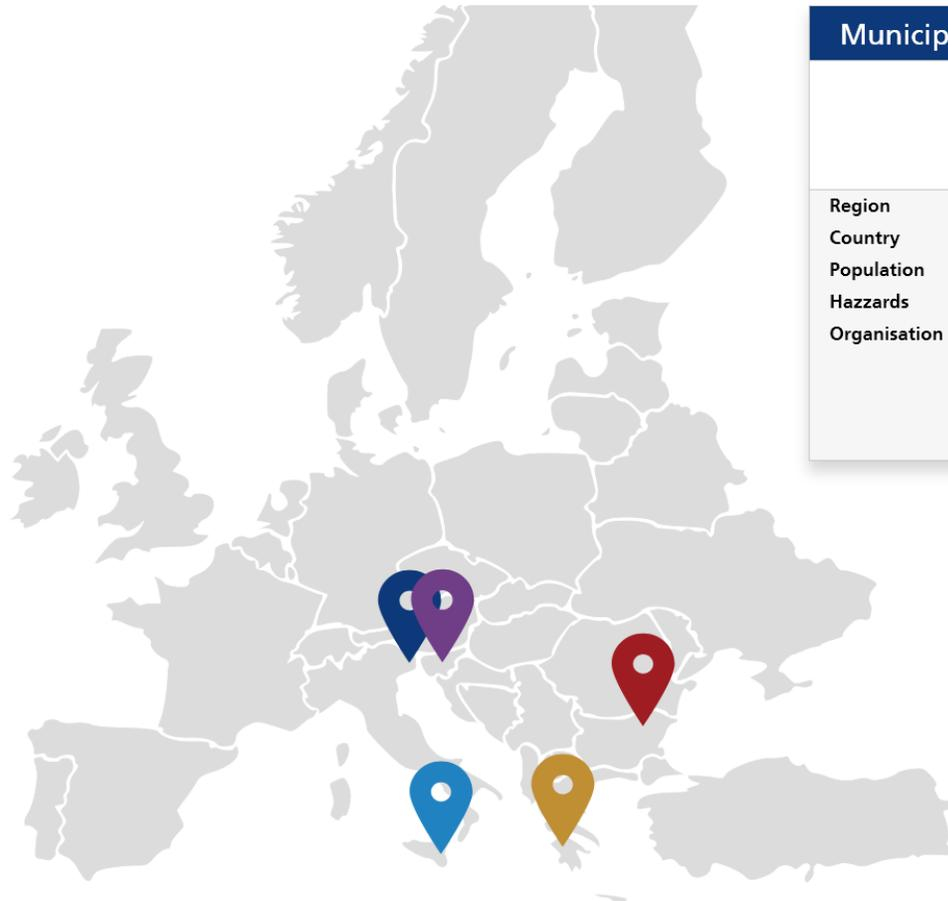 Municip
Region
Country
Population
Hazzards
Organisation